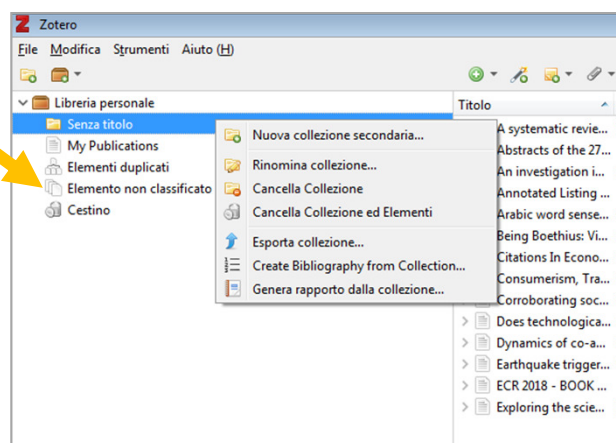 Zotero
File Modifica Strumenti Aiuto (H)
Libreria personale
Senza titolo
My Publications
Elementi duplicati
Elemento non classificato
Cestino
Nuova collezione secondaria...
Rinomina collezione...
Cancella Collezione
Cancella Collezione ed Elementi
Esporta collezione...
Create Bibliography from Collection...
Genera rapporto dalla collezione...
Titolo
A systematic revie...
Abstracts of the 27...
An investigation i...
Annotated Listing ...
Arabic word sense...
Being Boethius: Vi...
Citations In Econo...
Consumerism, Tra...
Corroborating soc...
Does technologica...
Dynamics of co-a...
Earthquake trigger...
ECR 2018 - BOOK ...
Exploring the scie...